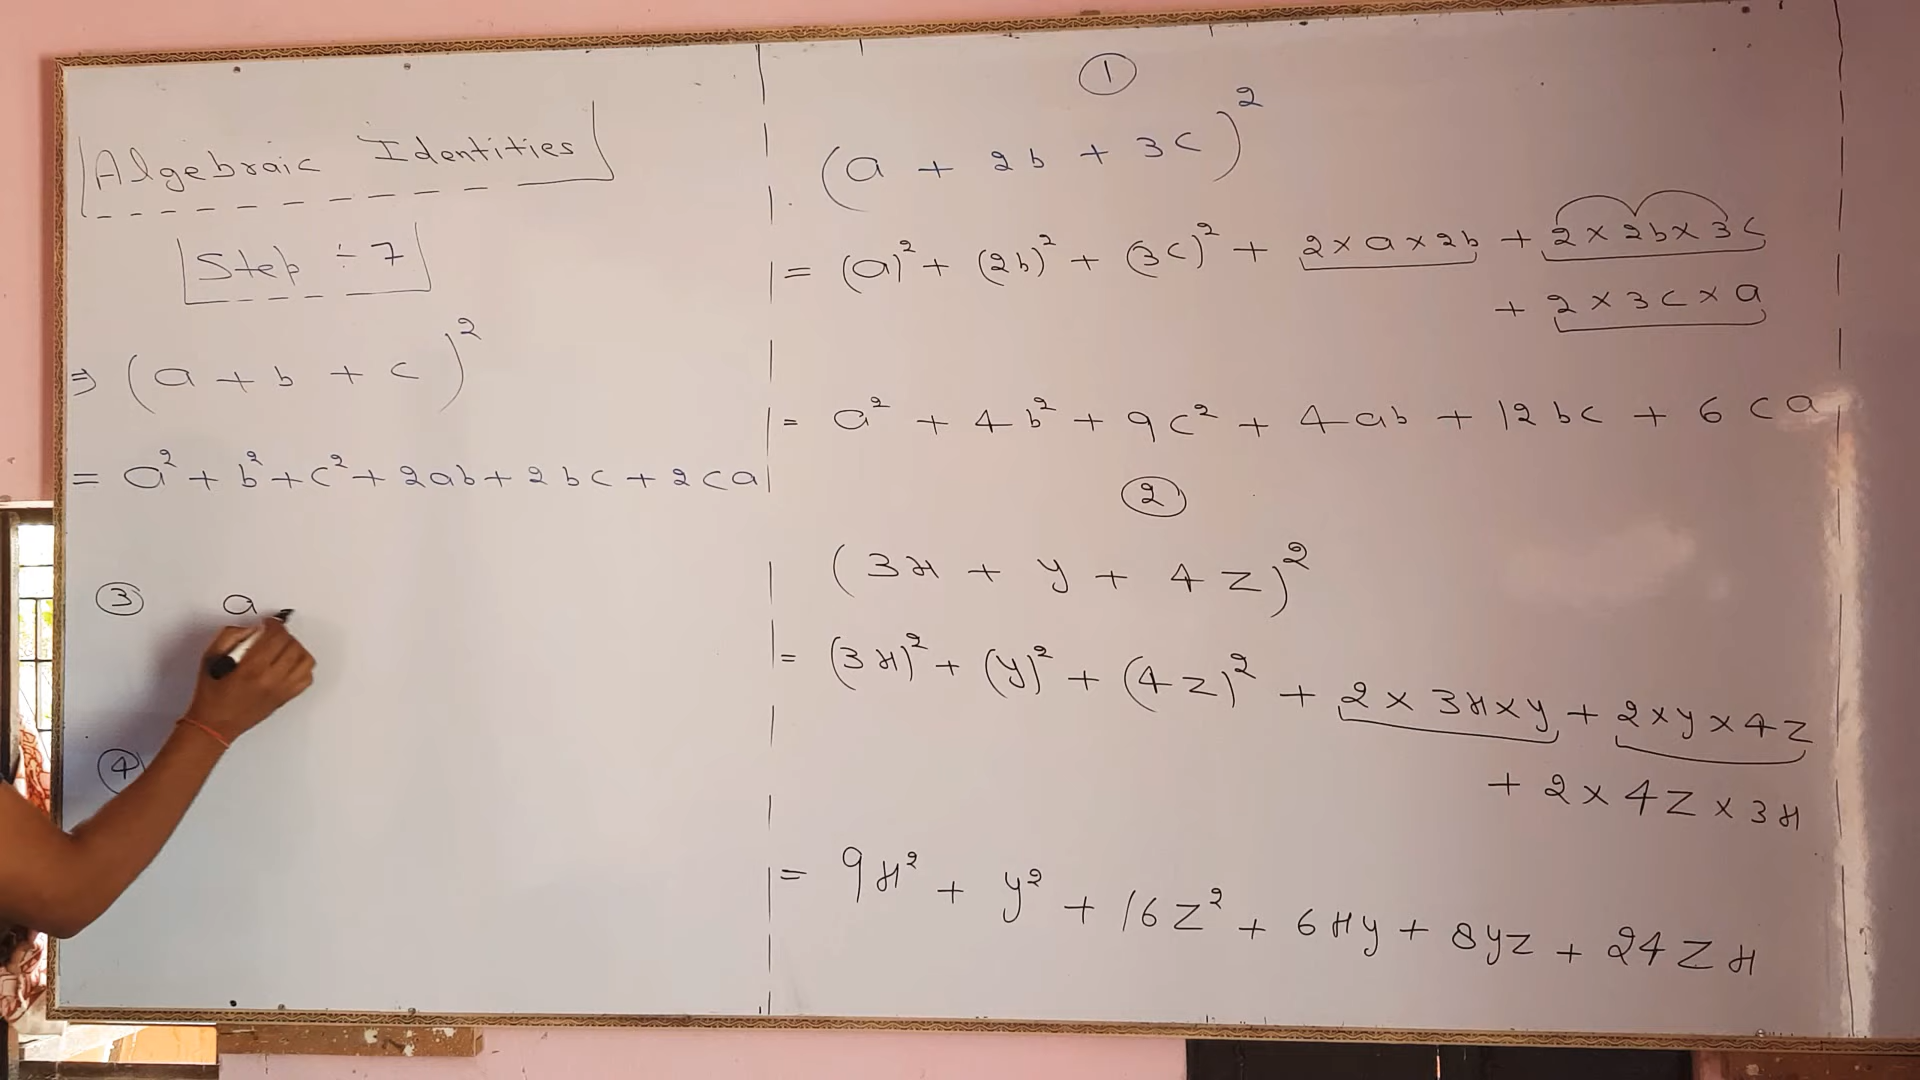 Algebraic Identities
Step ÷ 7
⇒ (a + b + c)²
= a² + b² + c² + 2ab + 2bc + 2ca
③ a
④
①
(a + 2b + 3c)²
= (a)² + (2b)² + (3c)² + 2×a×2b + 2×2b×3c
+ 2×3c×a
= a² + 4b² + 9c² + 4ab + 12bc + 6ca
②
(3x + y + 4z)²
= (3x)² + (y)² + (4z)² + 2×3x×y + 2×y×4z
+ 2×4z×3x
= 9x² + y² + 16z² + 6xy + 8yz + 24zx